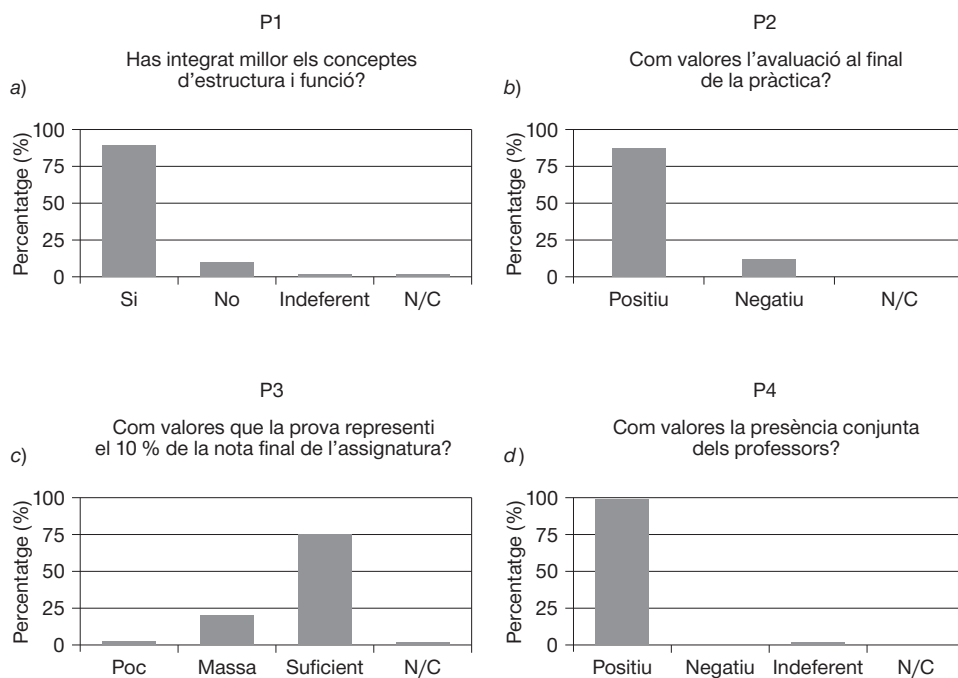 P1
Has integrat millor els conceptes
d'estructura i funció?
a)
Percentatge (%)
100
75
50
25
0
Si No Indeferent N/C
P2
Com valores l'avaluació al final
de la pràctica?
b)
Percentatge (%)
100
75
50
25
0
Positiu Negatiu N/C
P3
Com valores que la prova representi
el 10 % de la nota final de l'assignatura?
c)
Percentatge (%)
100
75
50
25
0
Poc Massa Suficient N/C
P4
Com valores la presència conjunta
dels professors?
d)
Percentatge (%)
100
75
50
25
0
Positiu Negatiu Indeferent N/C